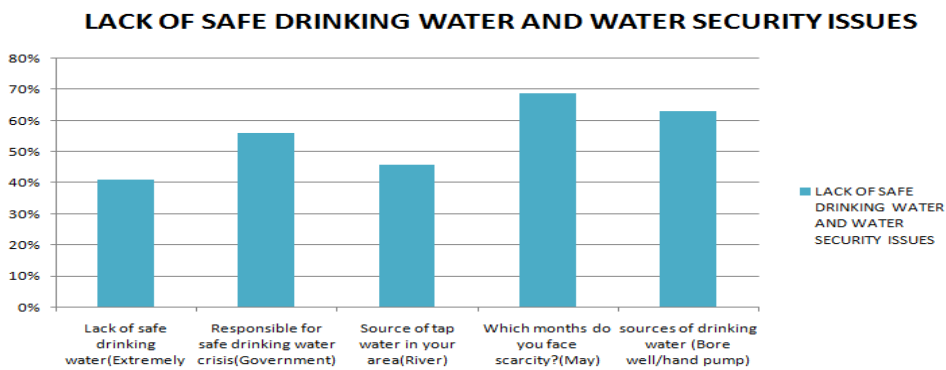 LACK OF SAFE DRINKING WATER AND WATER SECURITY ISSUES
80%
70%
60%
50%
40%
30%
20%
10%
0%
Lack of safe
drinking
water(Extremely
Responsible for
safe drinking water
crisis(Government)
Source of tap
water in your
area(River)
Which months do
you face
scarcity?(May)
sources of drinking
water (Bore
well/hand pump)
LACK OF SAFE
DRINKING WATER
AND WATER
SECURITY ISSUES